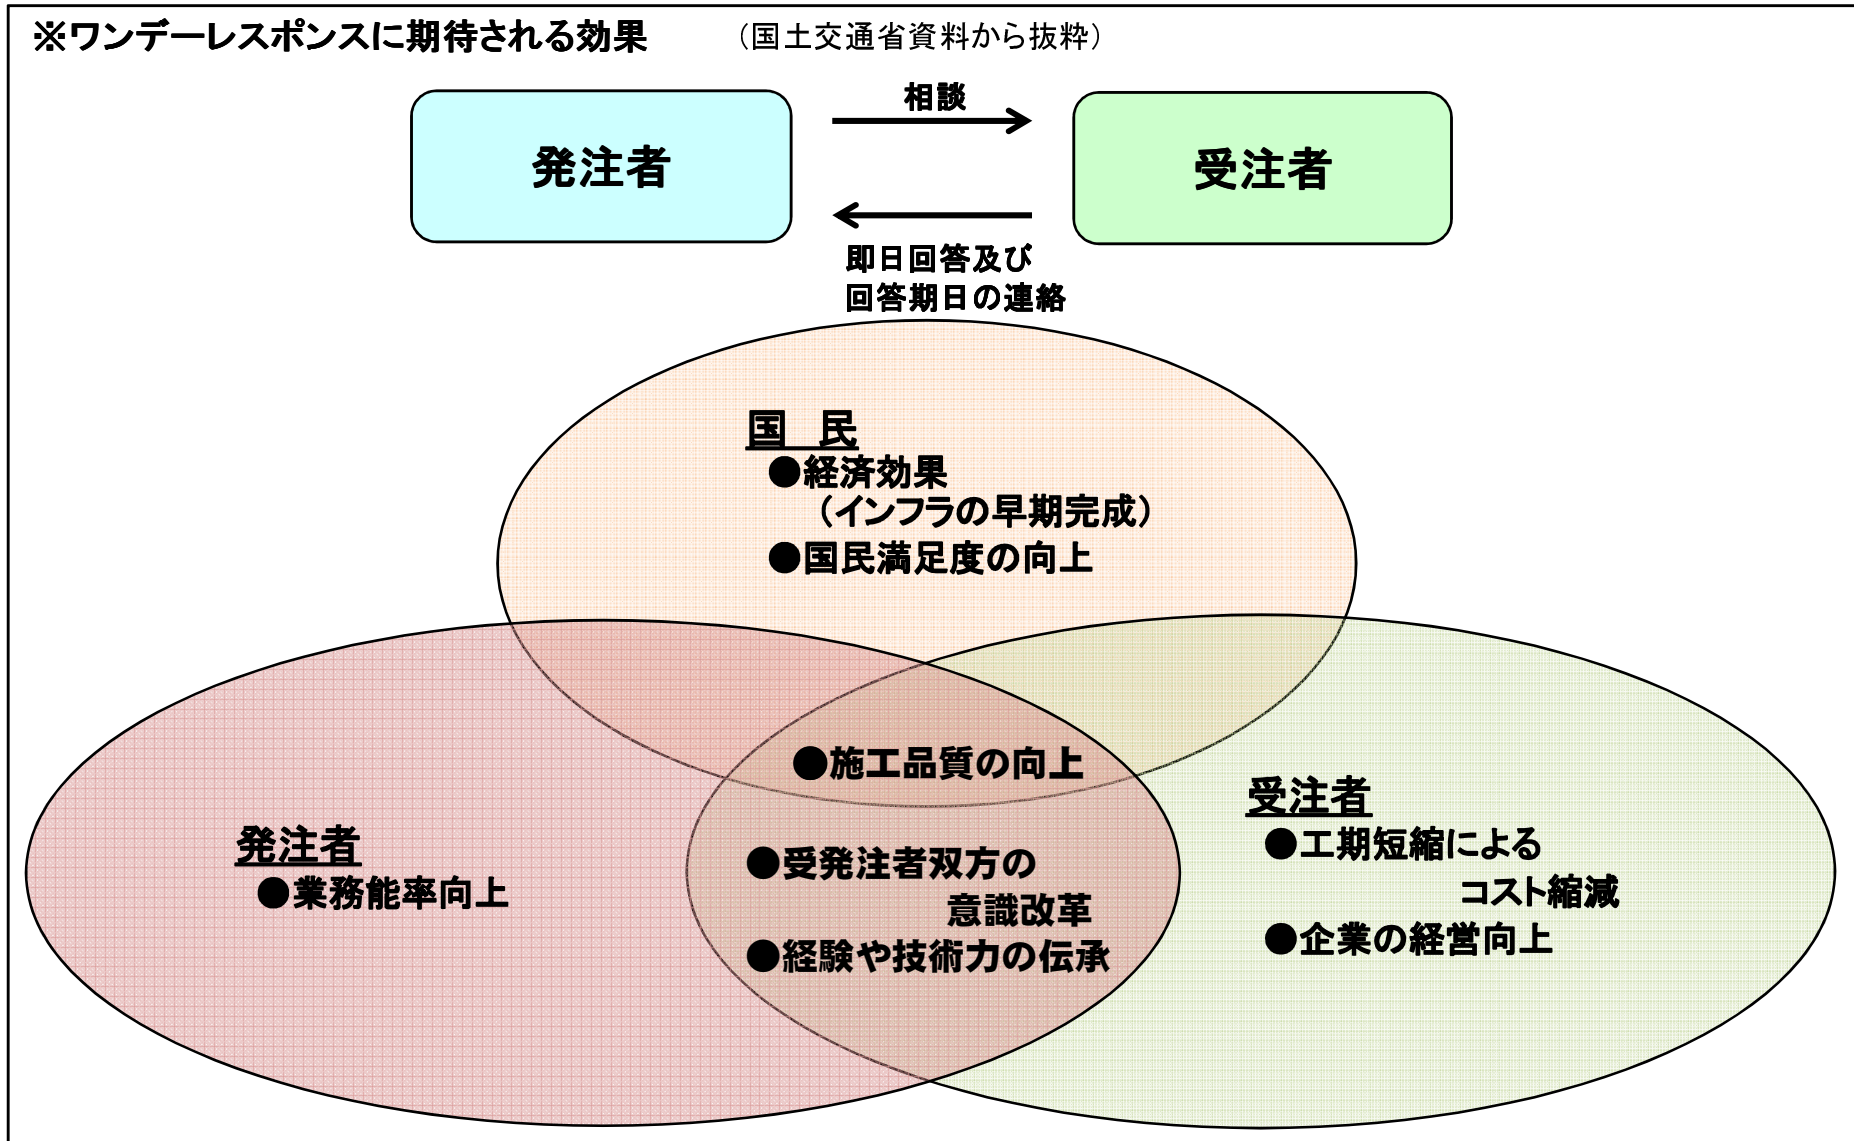 ※ワンデーレスポンスに期待される効果　（国土交通省資料から抜粋）
相談
発注者
受注者
即日回答及び
回答期日の連絡
国　民
●経済効果
（インフラの早期完成）
●国民満足度の向上
●施工品質の向上
発注者
●業務能率向上
●受発注者双方の
意識改革
●経験や技術力の伝承
受注者
●工期短縮による
コスト縮減
●企業の経営向上